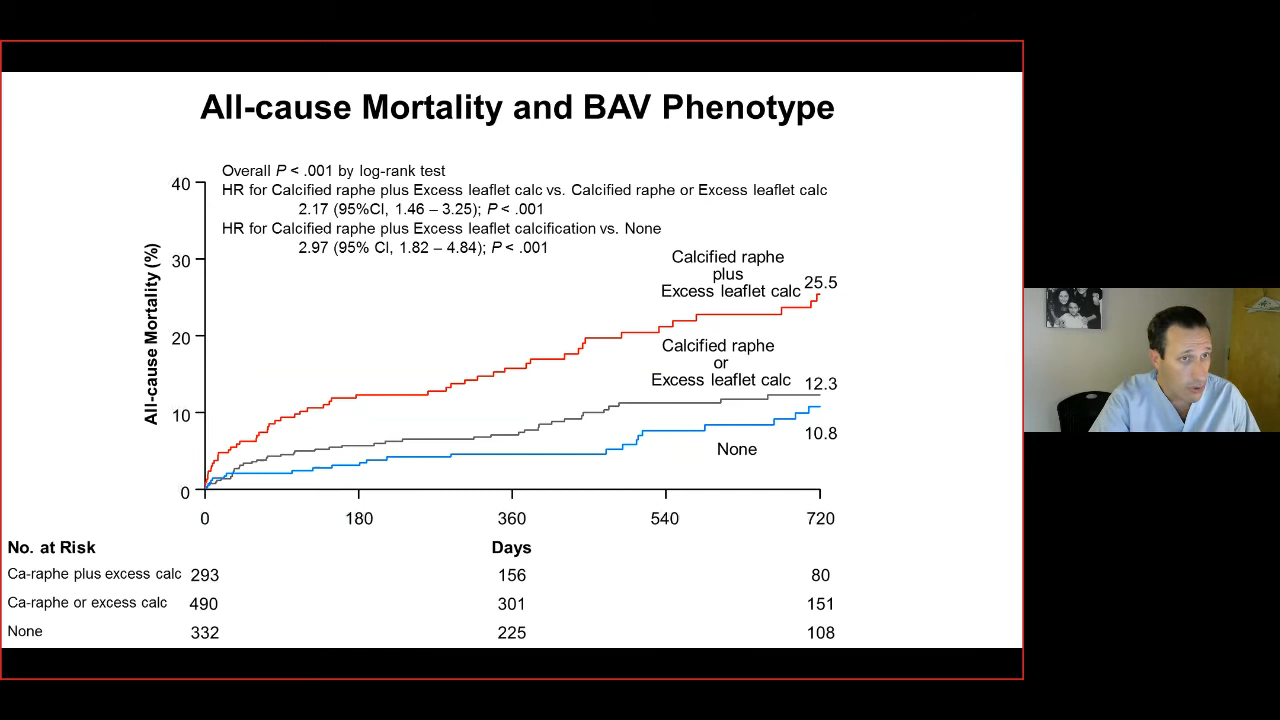 All-cause Mortality and BAV Phenotype
Overall P < .001 by log-rank test
HR for Calcified raphe plus Excess leaflet calc vs. Calcified raphe or Excess leaflet calc
2.17 (95%CI, 1.46 – 3.25); P < .001
HR for Calcified raphe plus Excess leaflet calcification vs. None
2.97 (95% CI, 1.82 – 4.84); P < .001
All-cause Mortality (%)
40
30
20
10
0
Calcified raphe
plus
Excess leaflet calc
25.5
Calcified raphe
or
Excess leaflet calc
12.3
10.8
None
0 180 360 540 720
No. at Risk Days
Ca-raphe plus excess calc 293 156 80
Ca-raphe or excess calc 490 301 151
None 332 225 108